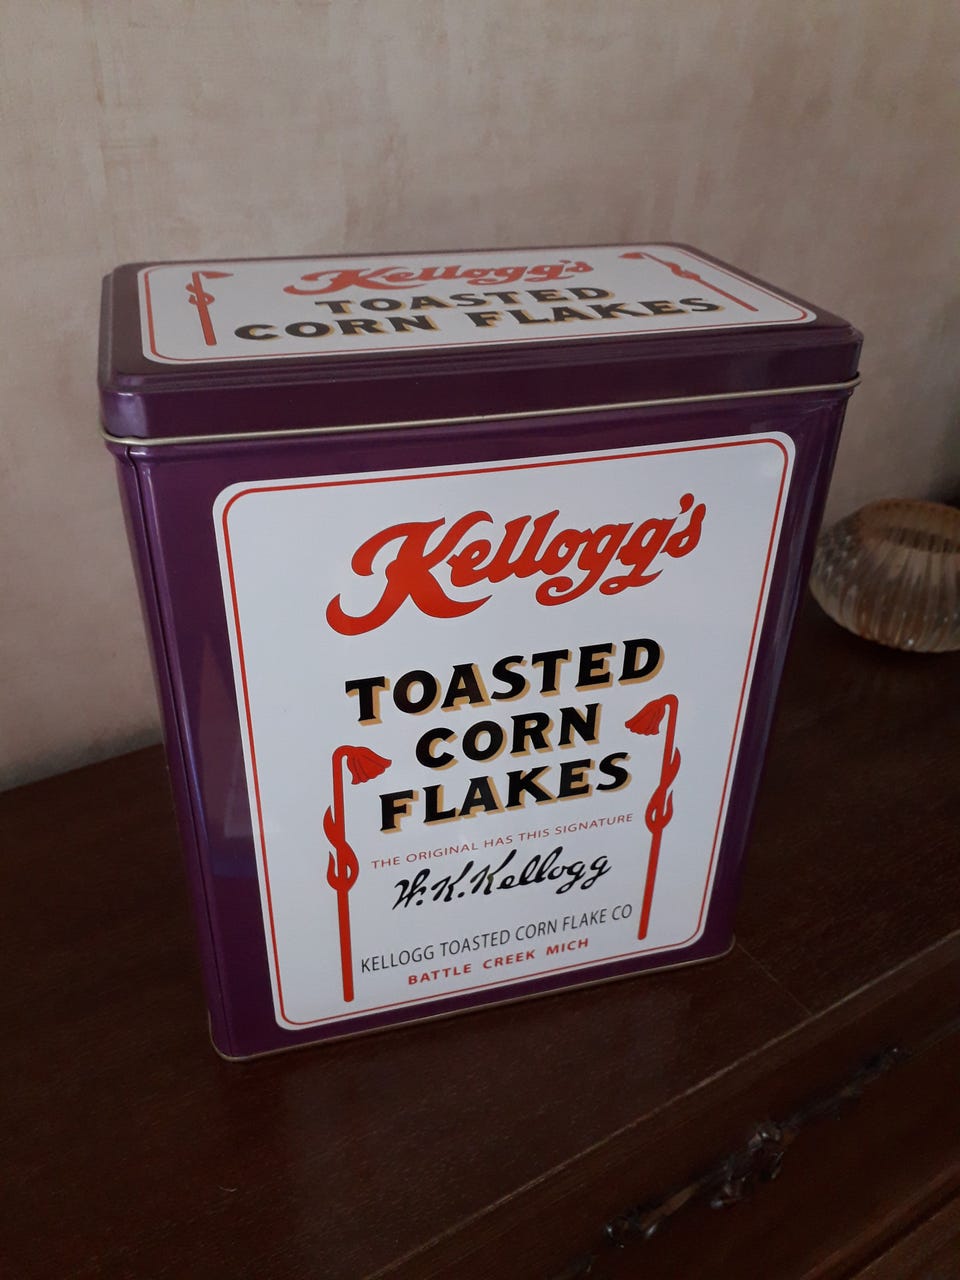 Kellogg's
TOASTED
CORN FLAKES
Kellogg's
TOASTED
CORN
FLAKES
THE ORIGINAL HAS THIS SIGNATURE
W.K.Kellogg
KELLOGG TOASTED CORN FLAKE CO
BATTLE CREEK MICH